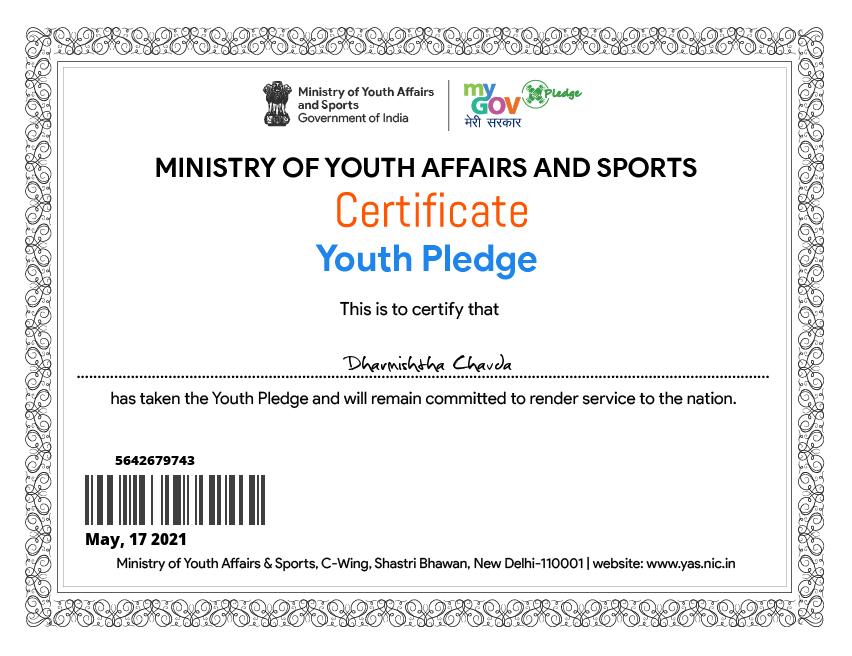 Ministry of Youth Affairs
and Sports
Government of India
my
GOV
मेरी सरकार
Pledge
MINISTRY OF YOUTH AFFAIRS AND SPORTS
Certificate
Youth Pledge
This is to certify that
Dharmishtha Chavda
has taken the Youth Pledge and will remain committed to render service to the nation.
5642679743
May, 17 2021
Ministry of Youth Affairs & Sports, C-Wing, Shastri Bhawan, New Delhi-110001 | website: www.yas.nic.in